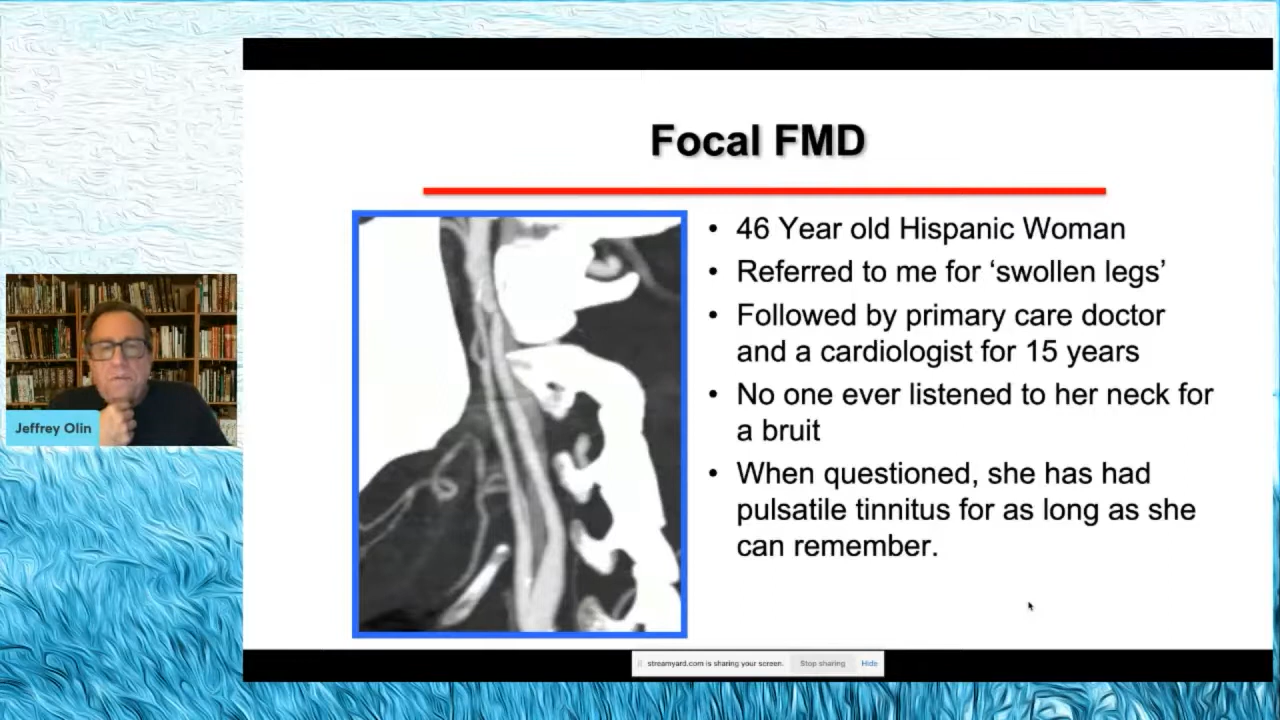 Focal FMD
• 46 Year old Hispanic Woman
• Referred to me for ‘swollen legs’
• Followed by primary care doctor
and a cardiologist for 15 years
• No one ever listened to her neck for
a bruit
• When questioned, she has had
pulsatile tinnitus for as long as she
can remember.
Jeffrey Olin
streamyard.com is sharing your screen. Stop sharing Hide